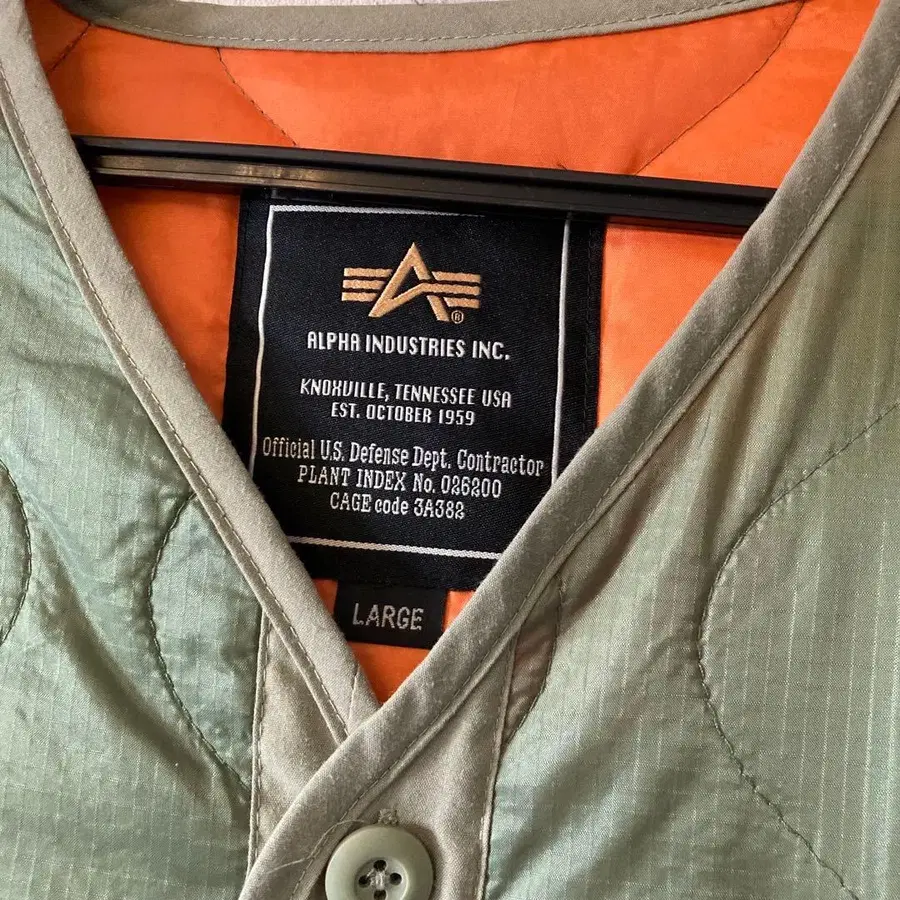 ®
ALPHA INDUSTRIES INC.
KNOXVILLE, TENNESSEE USA
EST. OCTOBER 1959
Official U.S. Defense Dept. Contractor
PLANT INDEX No. 026200
CAGE code 3A382
LARGE